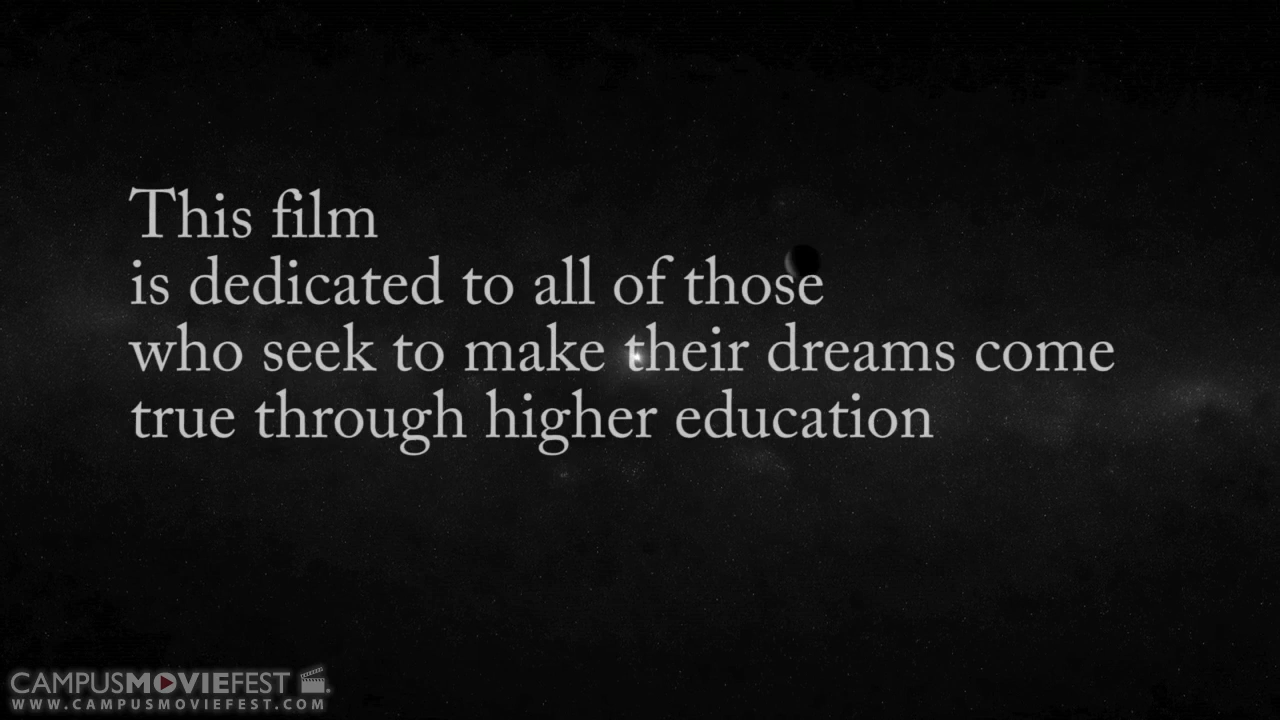 This film
is dedicated to all of those
who seek to make their dreams come
true through higher education
CAMPUSMOVIEFEST
WWW.CAMPUSMOVIEFEST.COM